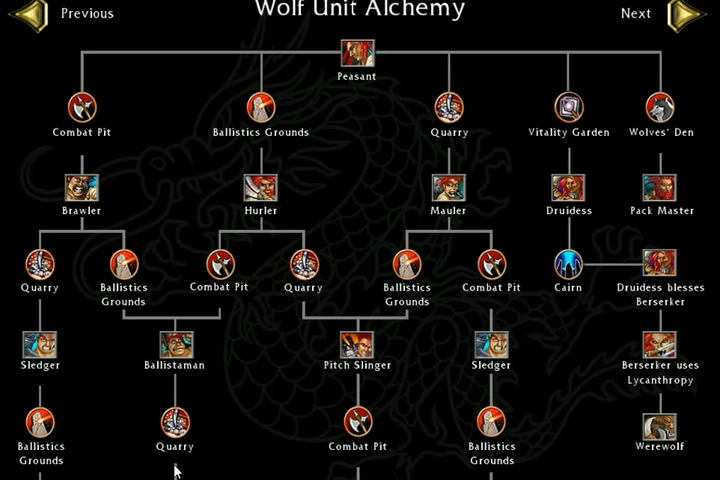 Wolf Unit Alchemy
Previous
Next
Peasant
Combat Pit
Ballistics Grounds
Quarry
Vitality Garden
Wolves' Den
Brawler
Hurler
Mauler
Druidess
Pack Master
Quarry
Ballistics
Grounds
Combat Pit
Quarry
Ballistics
Grounds
Combat Pit
Cairn
Druidess blesses
Berserker
Sledger
Ballistaman
Pitch Slinger
Sledger
Berserker uses
Lycanthropy
Ballistics
Grounds
Quarry
Combat Pit
Ballistics
Grounds
Werewolf